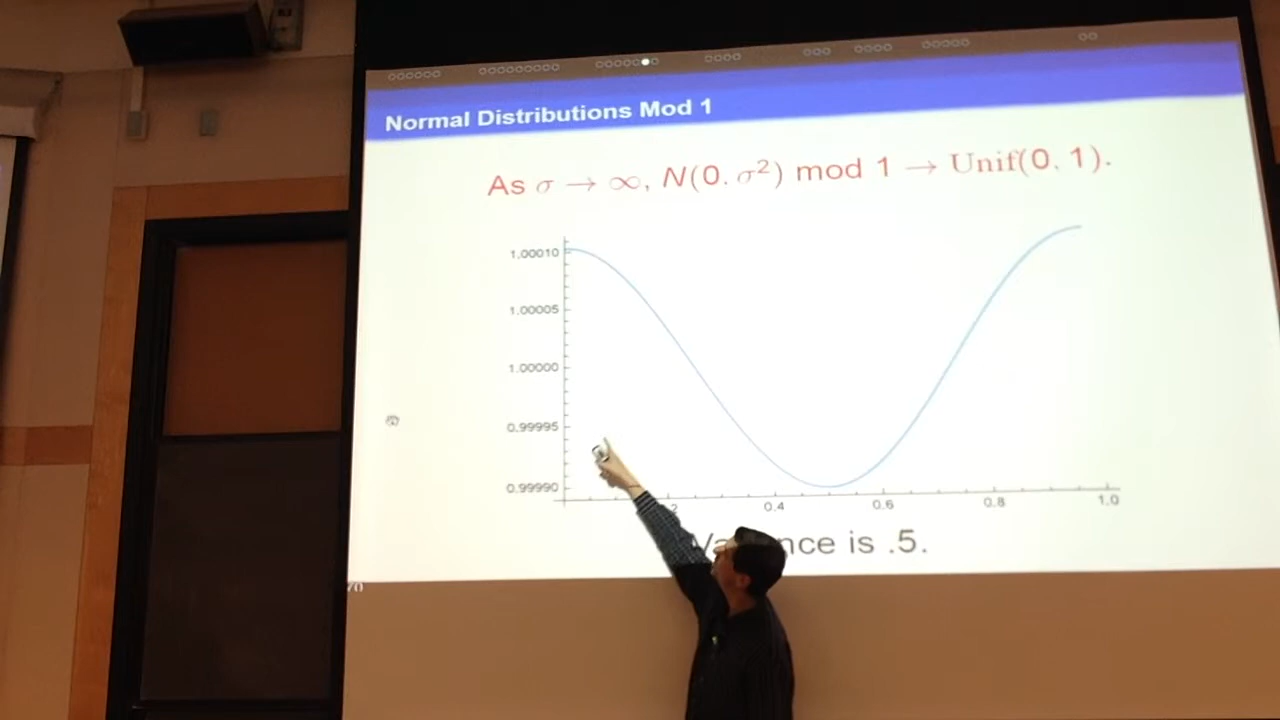 Normal Distributions Mod 1
As σ → ∞, N(0, σ²) mod 1 → Unif(0, 1).
1.00010
1.00005
1.00000
0.99995
0.99990
0.4 0.6 0.8 1.0
is .5.
70